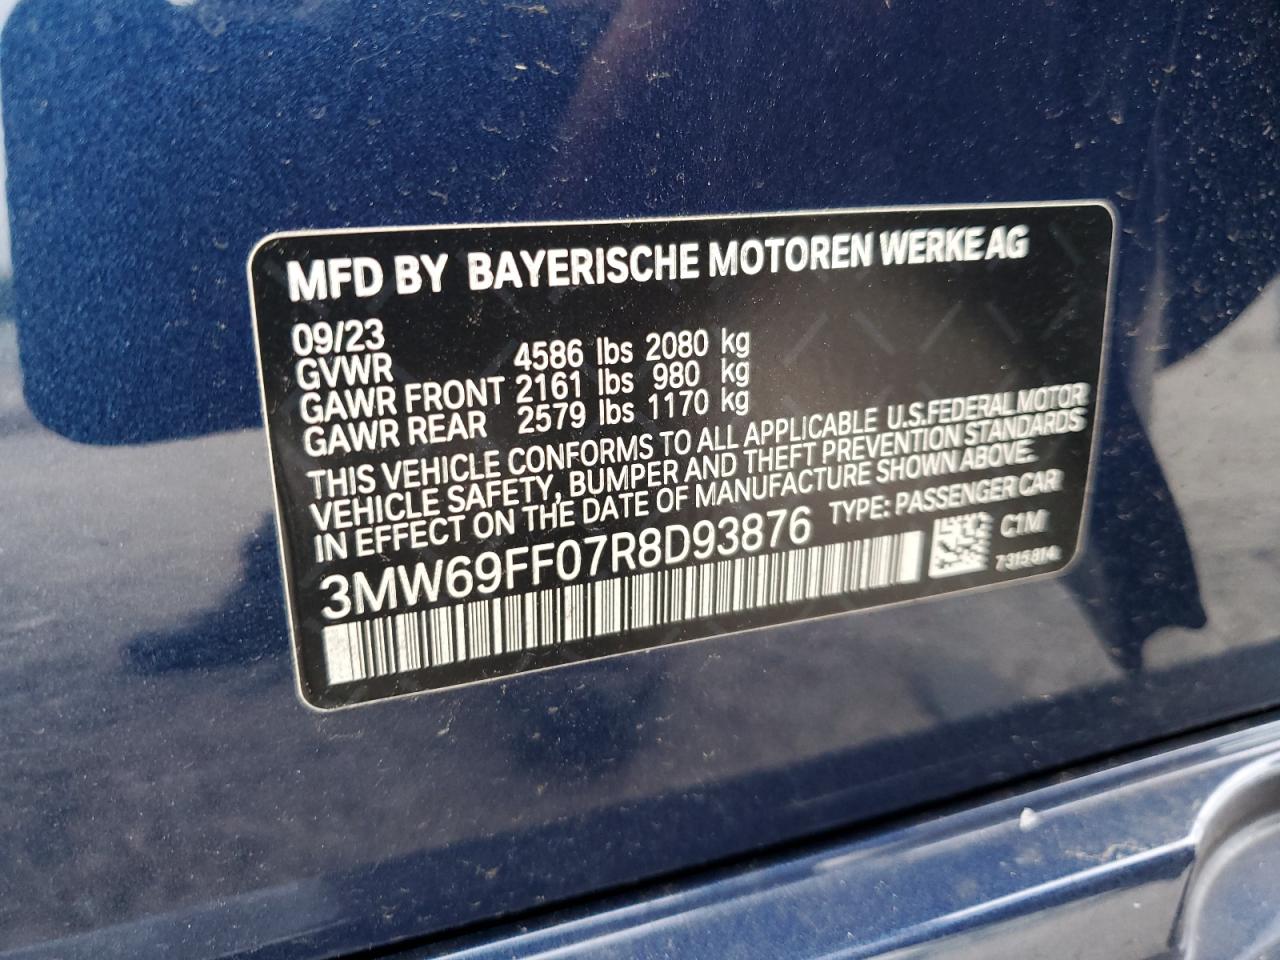 MFD BY BAYERISCHE MOTOREN WERKE AG
09/23
GVWR 4586 lbs 2080 kg
GAWR FRONT 2161 lbs 980 kg
GAWR REAR 2579 lbs 1170 kg
THIS VEHICLE CONFORMS TO ALL APPLICABLE U.S.FEDERAL MOTOR
VEHICLE SAFETY, BUMPER AND THEFT PREVENTION STANDARDS
IN EFFECT ON THE DATE OF MANUFACTURE SHOWN ABOVE.
3MW69FF07R8D93876 TYPE: PASSENGER CAR
C1M
7315814